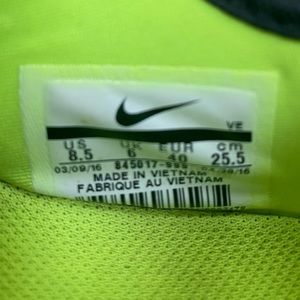 VE
US UK EUR cm
8.5 6 40 25.5
03/09/16 845017-999
MADE IN VIETNAM
FABRIQUE AU VIETNAM